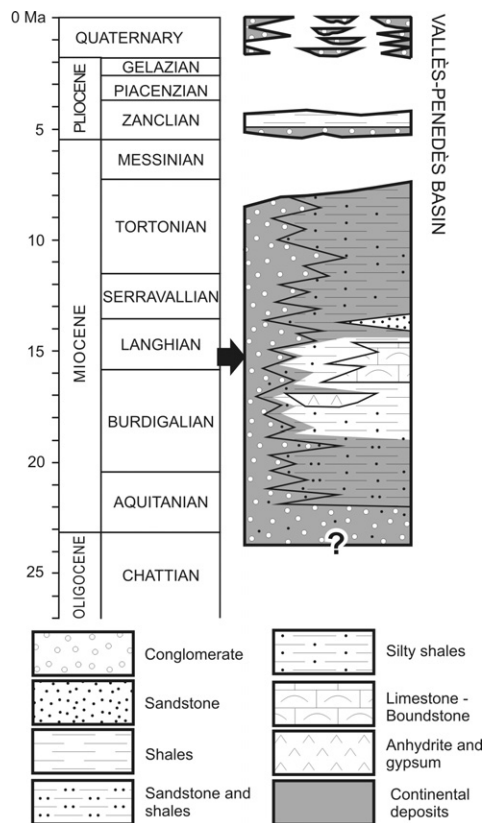 0 Ma
QUATERNARY
PLIOCENE
GELAZIAN
PIACENZIAN
ZANCLIAN
5
MIOCENE
MESSINIAN
TORTONIAN
10
SERRAVALLIAN
LANGHIAN
15
BURDIGALIAN
20
AQUITANIAN
OLIGOCENE
CHATTIAN
25
VALLÈS-PENEDÈS BASIN
?
Conglomerate
Sandstone
Shales
Sandstone and
shales
Silty shales
Limestone -
Boundstone
Anhydrite and
gypsum
Continental
deposits